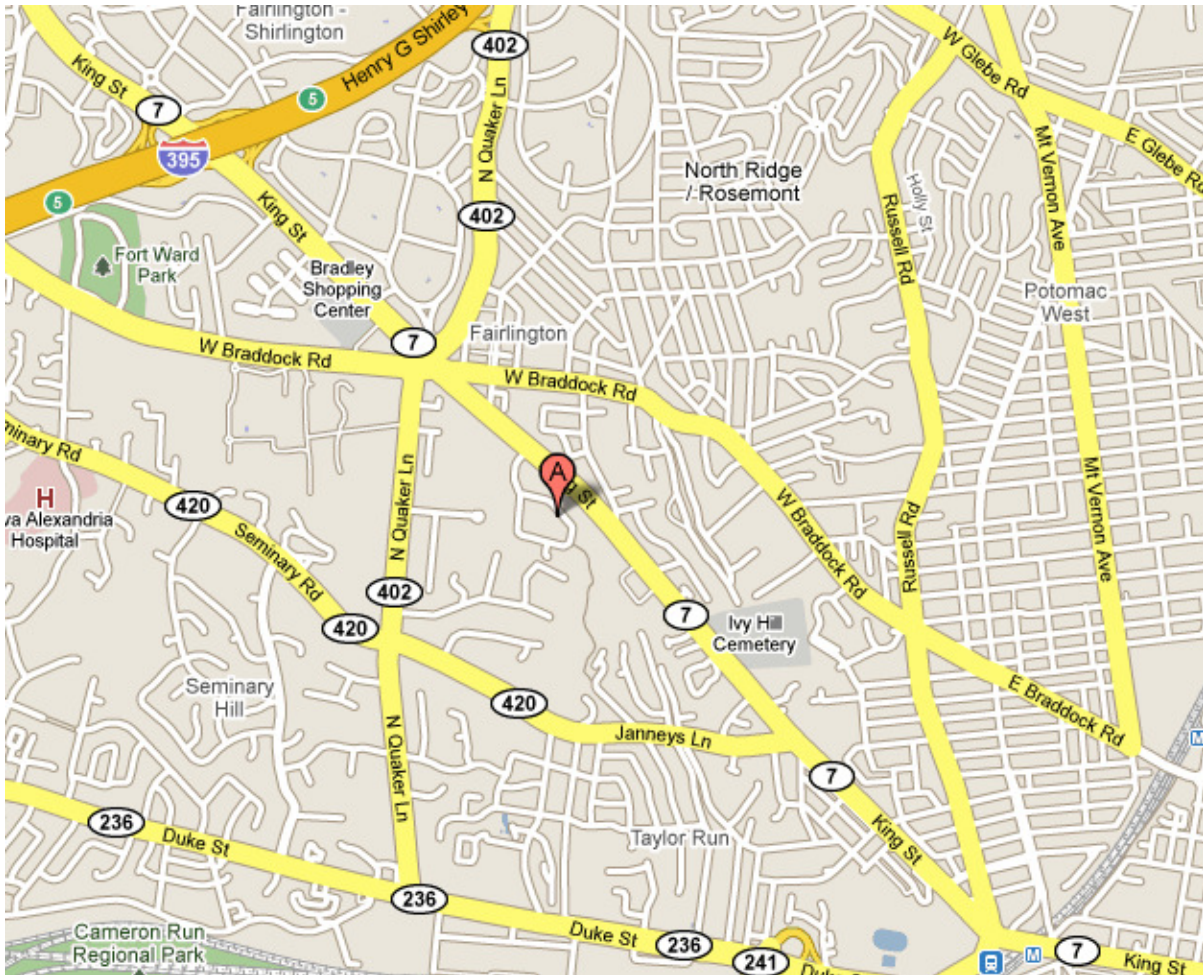 Fairlington -
Shirlington
402
Henry G Shirley
King St
7
5
395
N Quaker Ln
W Glebe Rd
E Glebe Rd
Mt Vernon Ave
North Ridge
/ Rosemont
Holly St
5
402
King St
Russell Rd
Fort Ward
Park
Bradley
Shopping
Center
Potomac
West
7
Fairlington
W Braddock Rd
W Braddock Rd
Seminary Rd
H
Alexandria
Hospital
420
A
St
N Quaker Ln
Mt Vernon Ave
W Braddock Rd
Russell Rd
Seminary Rd
402
420
7
Ivy H
Cemetery
Seminary
Hill
420
E Braddock Rd
N Quaker Ln
Janneys Ln
M
7
236
Duke St
Taylor Run
King St
236
Cameron Run
Regional Park
Duke St
236
241
Duke St
M
7
King St